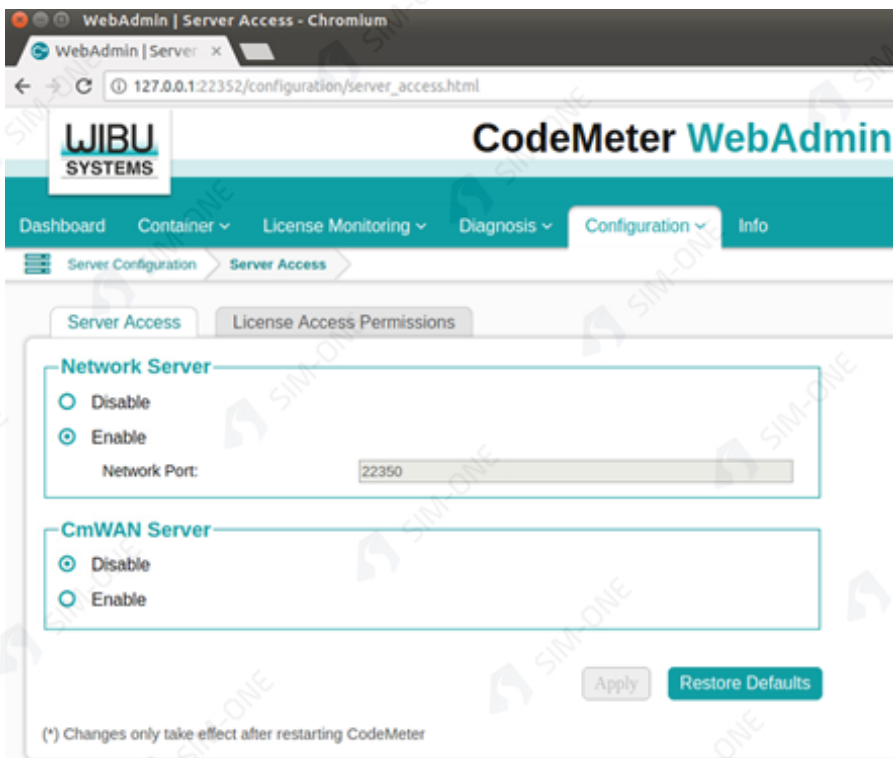 WebAdmin | Server Access - Chromium
WebAdmin | Server ×
127.0.0.1:22352/configuration/server_access.html
WIBU
SYSTEMS
CodeMeter WebAdmin
Dashboard Container License Monitoring Diagnosis Configuration Info
Server Configuration Server Access
Server Access License Access Permissions
Network Server
Disable
Enable
Network Port: 22350
CmWAN Server
Disable
Enable
Apply Restore Defaults
(*) Changes only take effect after restarting CodeMeter
SIM-ONE